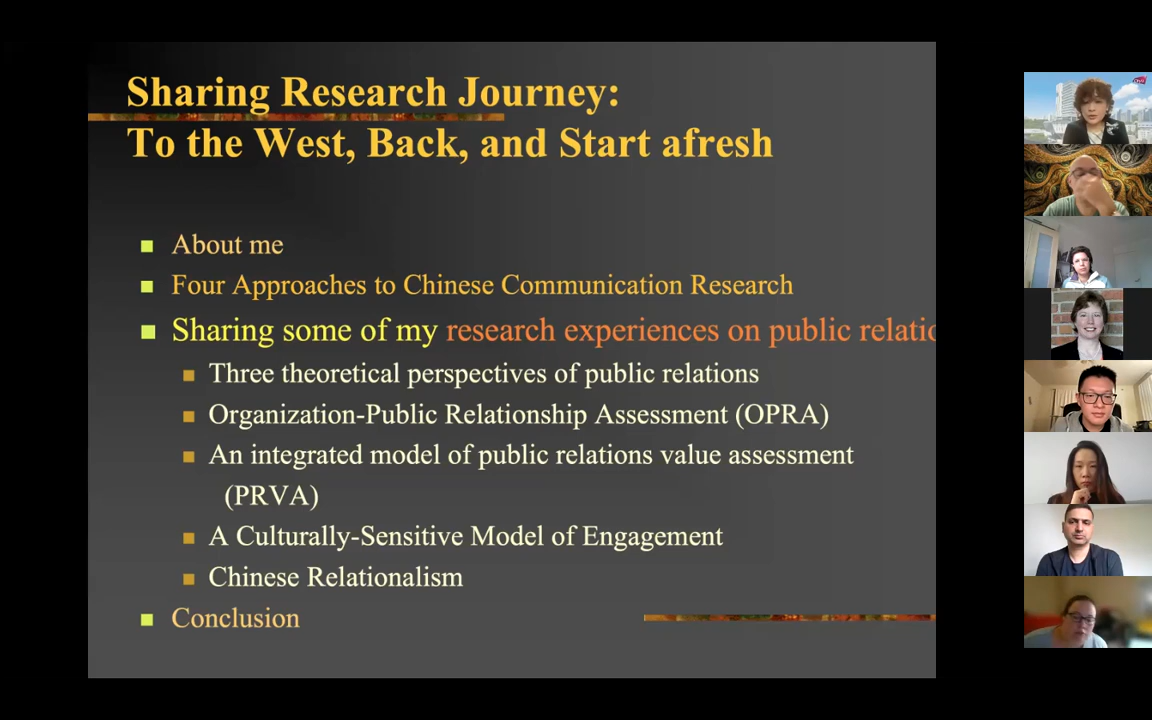 Sharing Research Journey:
To the West, Back, and Start afresh
About me
Four Approaches to Chinese Communication Research
Sharing some of my research experiences on public relatio
Three theoretical perspectives of public relations
Organization-Public Relationship Assessment (OPRA)
An integrated model of public relations value assessment
(PRVA)
A Culturally-Sensitive Model of Engagement
Chinese Relationalism
Conclusion